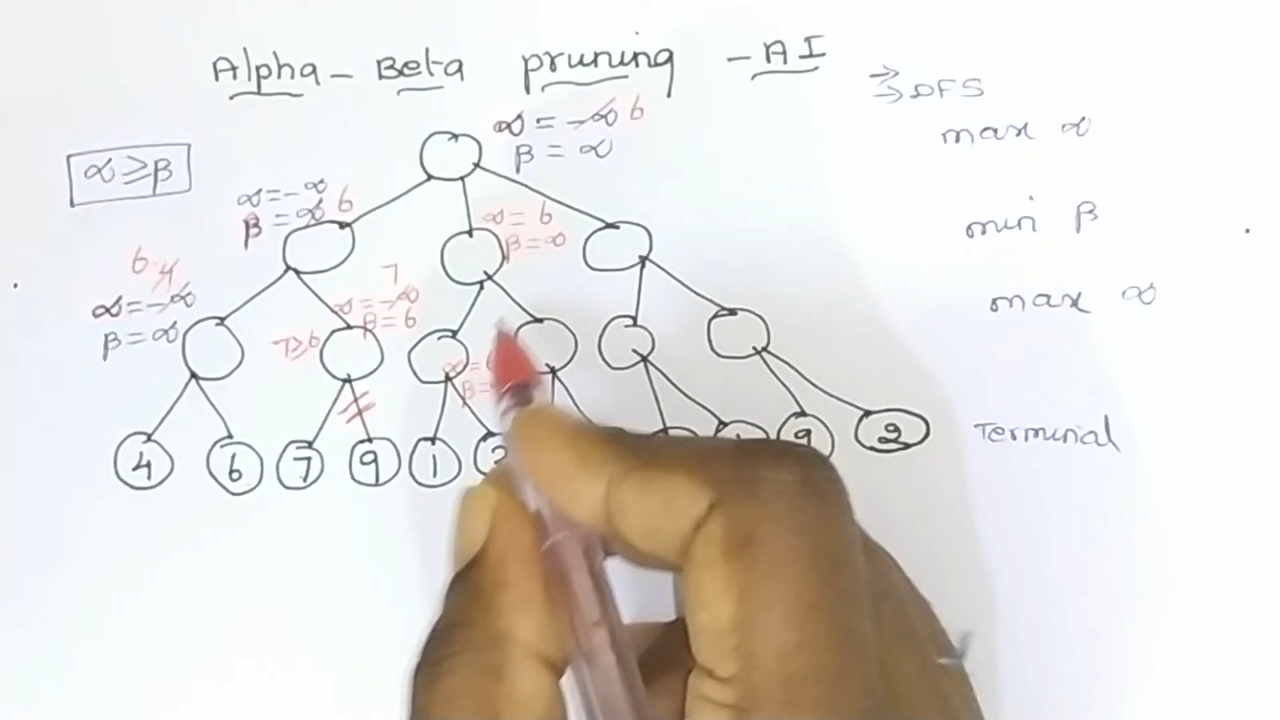 Alpha-Beta pruning - AI
→ DFS
α = -∞ 6
β = ∞
max α
α ≥ β
α = -∞
β = ∞ 6
α = 6
β = ∞
min β
6 4
α = -∞
β = ∞
7
α = -∞
β = 6
7≥6
max α
α =
β =
4 6 7 9 1 9 2
Terminal